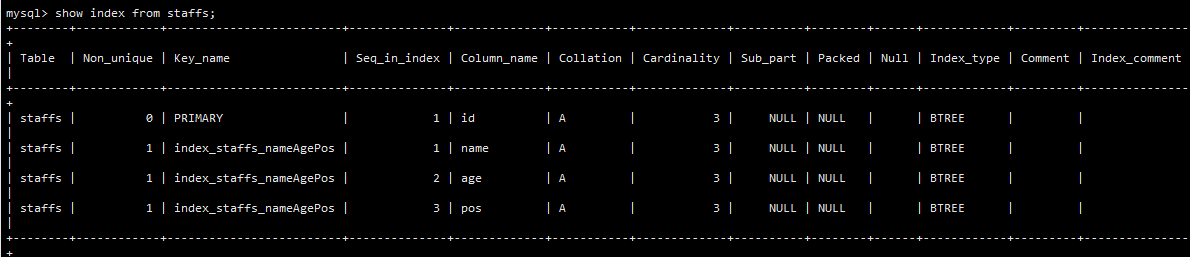 mysql> show index from staffs;
+--------+------------+------------------------+--------------+-------------+-----------+-------------+----------+--------+------+------------+---------+---------------
+
| Table  | Non_unique | Key_name               | Seq_in_index | Column_name | Collation | Cardinality | Sub_part | Packed | Null | Index_type | Comment | Index_comment
|
+--------+------------+------------------------+--------------+-------------+-----------+-------------+----------+--------+------+------------+---------+---------------
+
| staffs |          0 | PRIMARY                |            1 | id          | A         |           3 |     NULL | NULL   |      | BTREE      |         |
|
| staffs |          1 | index_staffs_nameAgePos |            1 | name        | A         |           3 |     NULL | NULL   |      | BTREE      |         |
|
| staffs |          1 | index_staffs_nameAgePos |            2 | age         | A         |           3 |     NULL | NULL   |      | BTREE      |         |
|
| staffs |          1 | index_staffs_nameAgePos |            3 | pos         | A         |           3 |     NULL | NULL   |      | BTREE      |         |
|
+--------+------------+------------------------+--------------+-------------+-----------+-------------+----------+--------+------+------------+---------+---------------
+